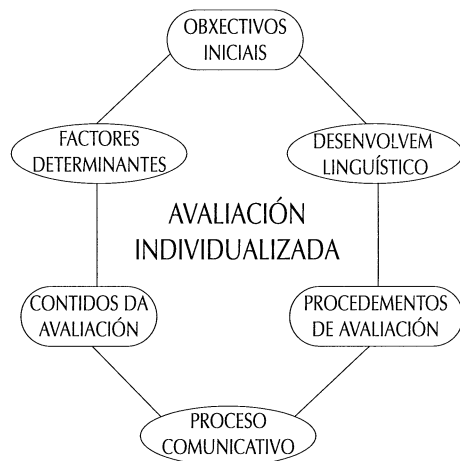 OBXECTIVOS
INICIAIS
FACTORES
DETERMINANTES
DESENVOLVEM
LINGUÍSTICO
AVALIACIÓN
INDIVIDUALIZADA
CONTIDOS DA
AVALIACIÓN
PROCEDEMENTOS
DE AVALIACIÓN
PROCESO
COMUNICATIVO